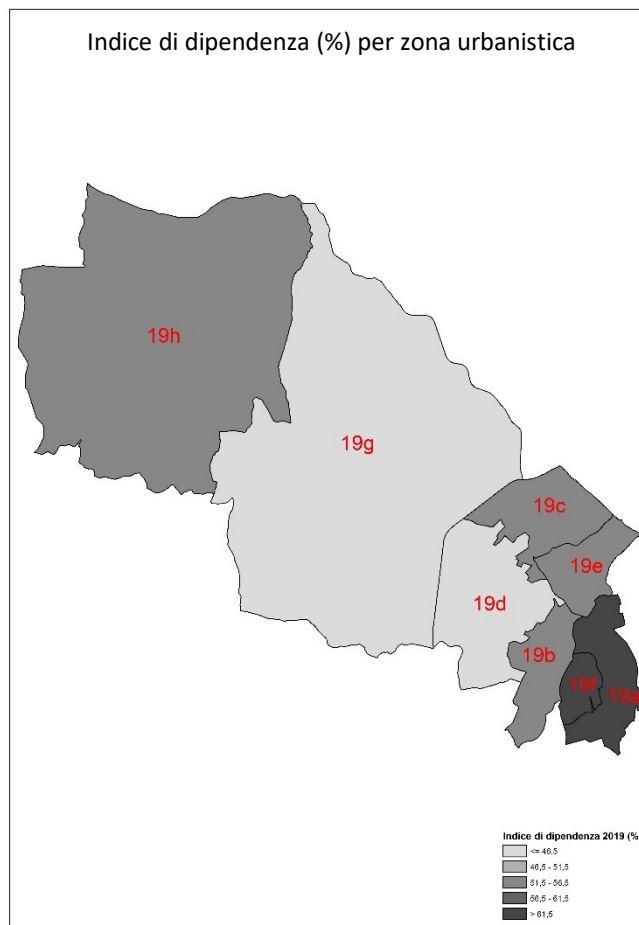 Indice di dipendenza (%) per zona urbanistica
19h
19g
19c
19e
19d
19b
19f
19a
Indice di dipendenza 2019 (%
<= 46,5
46,5 - 51,5
51,5 - 56,5
56,5 - 61,5
> 61,5